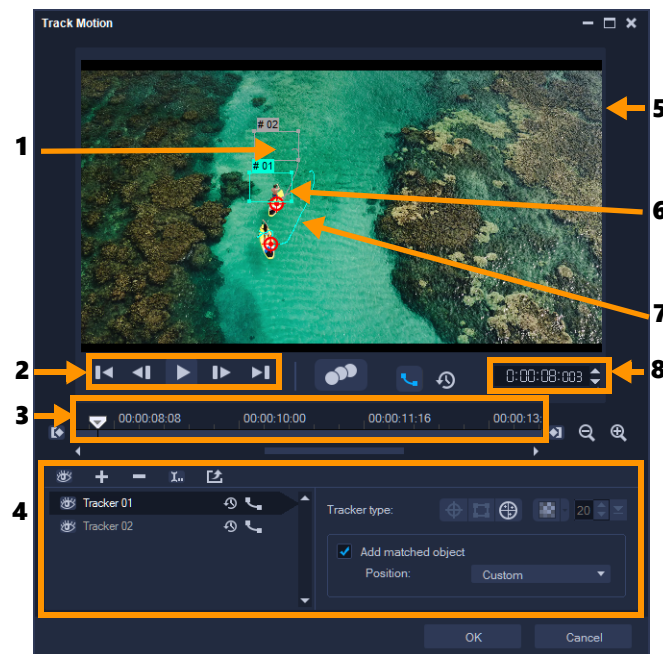 Track Motion
5
# 02
1
# 01
6
7
2
0:00:08:003
8
3
00:00:08:08 00:00:10:00 00:00:11:16 00:00:13:
4
Tracker 01
Tracker type:
20
Tracker 02
Add matched object
Position: Custom
OK Cancel